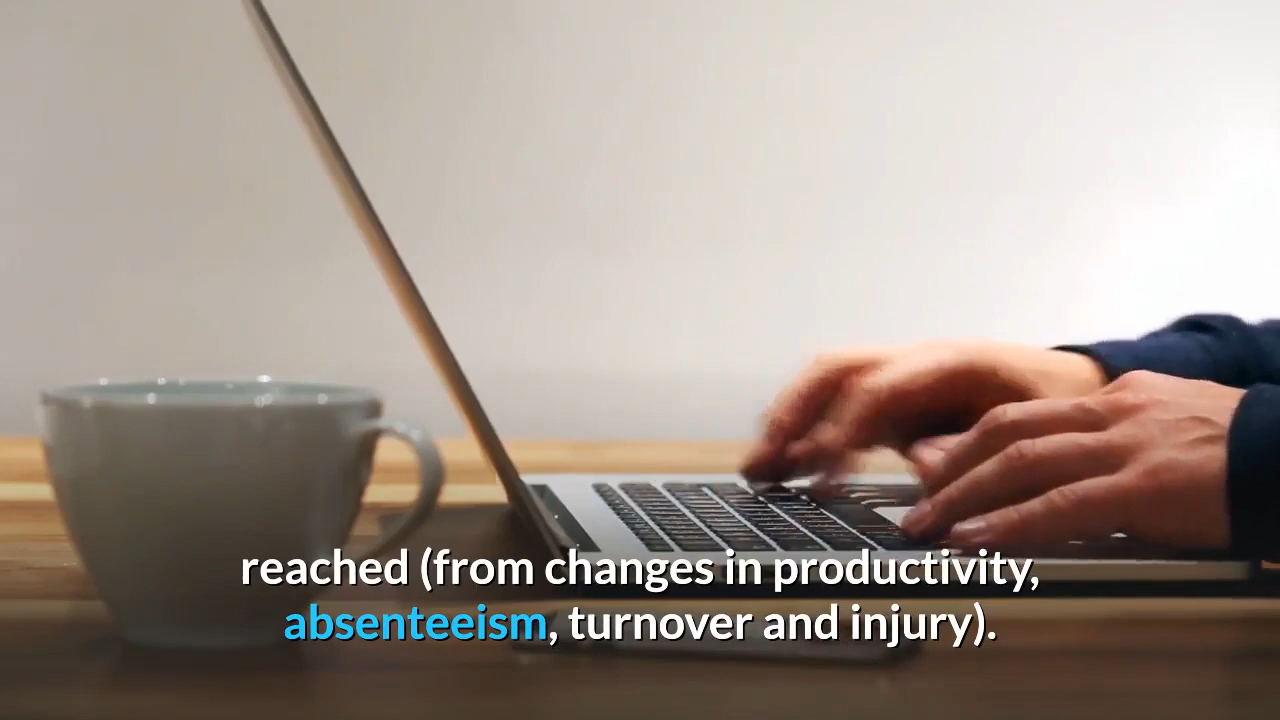 reached (from changes in productivity,
absenteeism, turnover and injury).